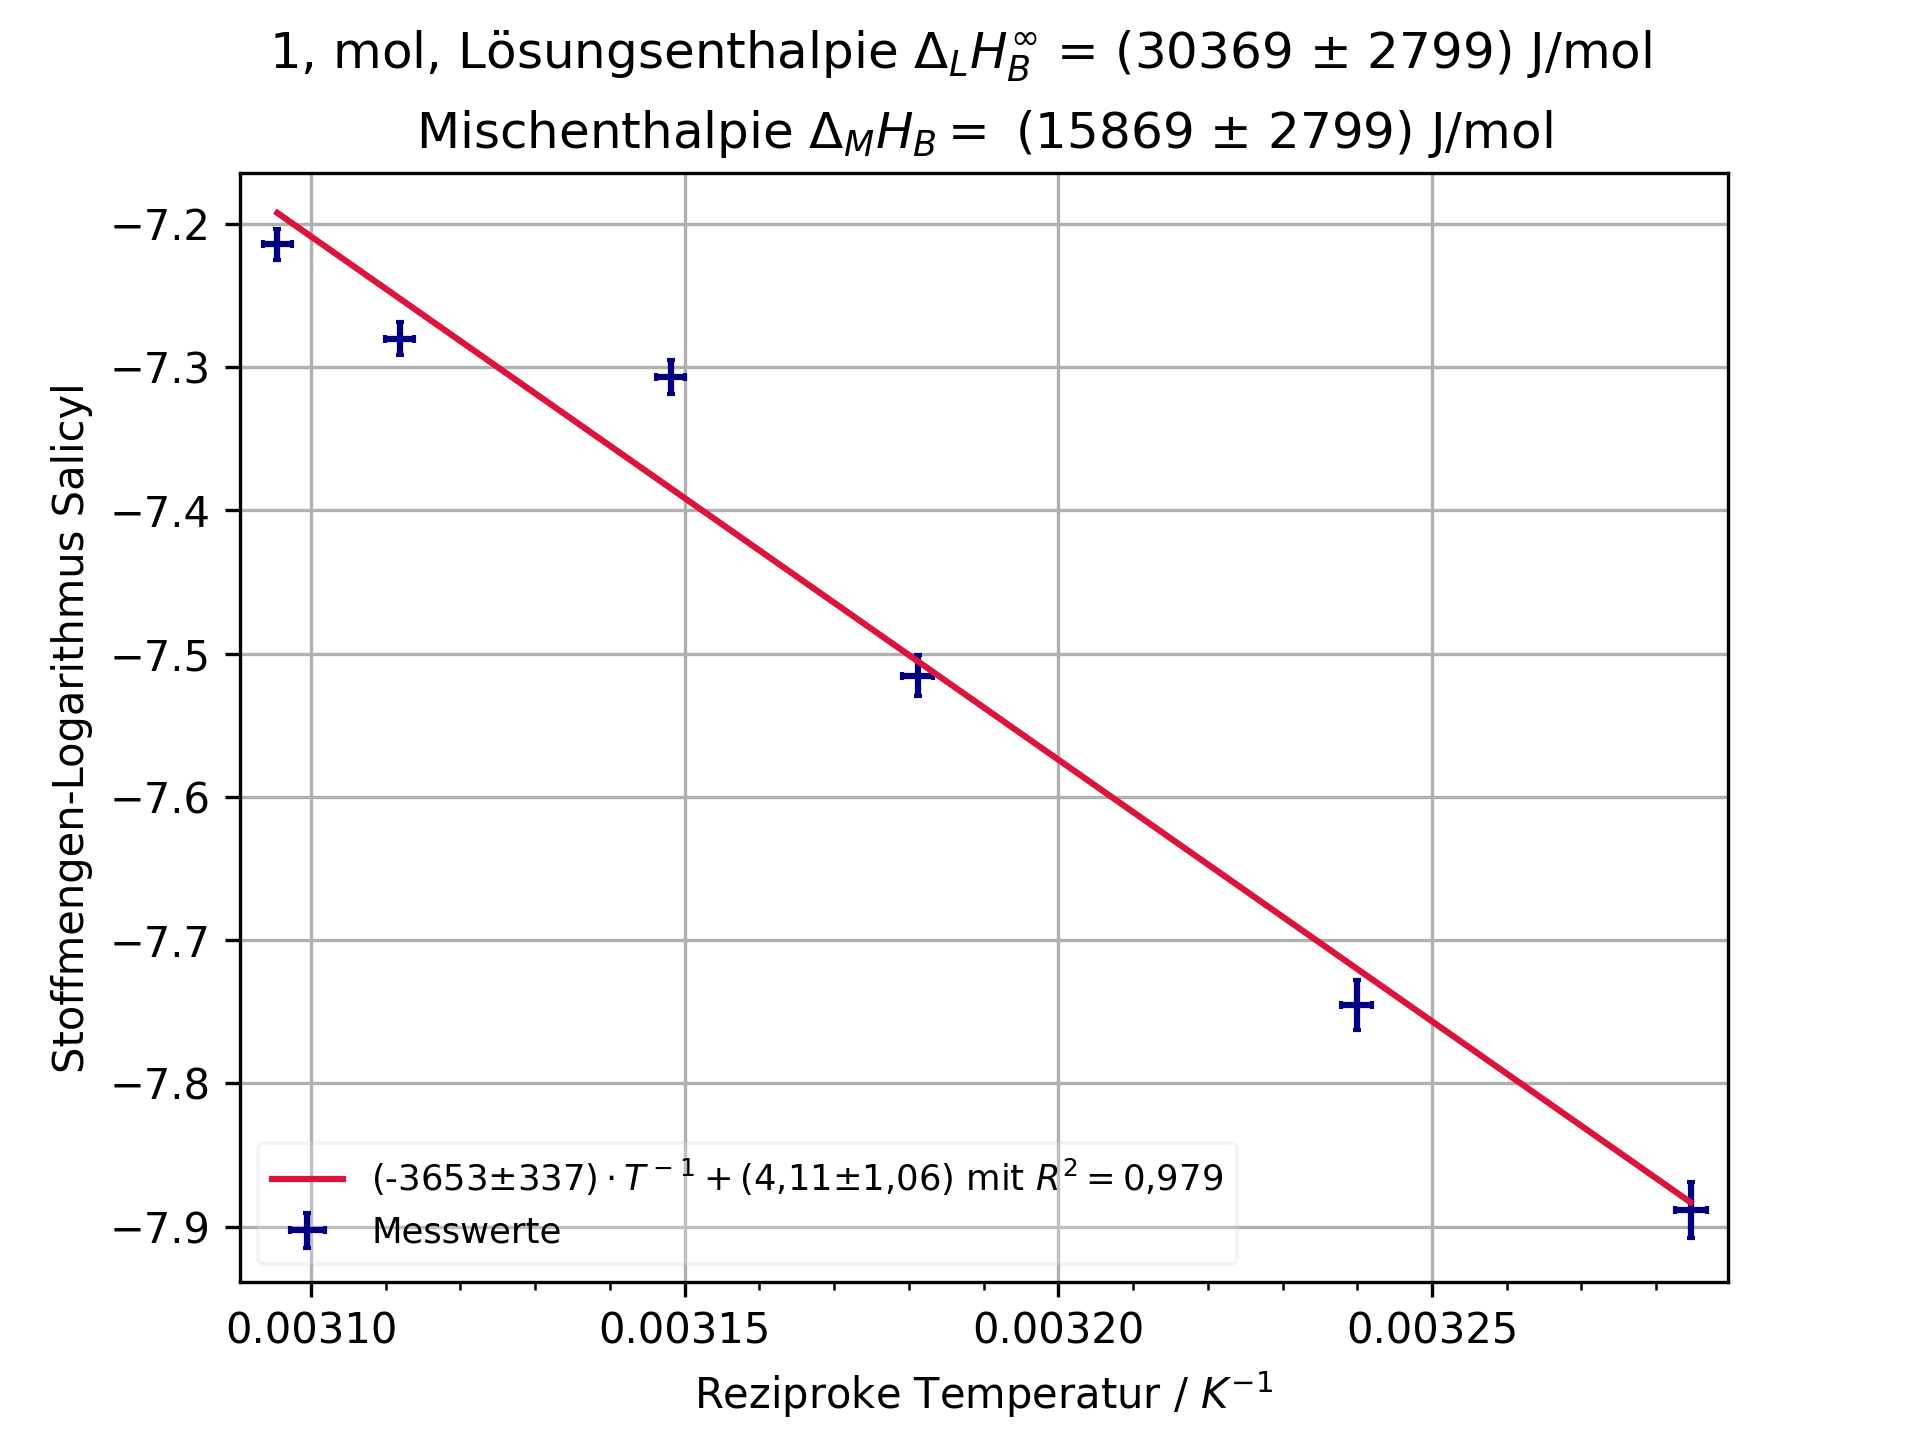 1, mol, Lösungsenthalpie Δ_L H_B^∞ = (30369 ± 2799) J/mol
Mischenthalpie Δ_M H_B = (15869 ± 2799) J/mol
Stoffmengen-Logarithmus Salicyl
−7.2
−7.3
−7.4
−7.5
−7.6
−7.7
−7.8
−7.9
(-3653±337) · T⁻¹ + (4,11±1,06) mit R² = 0,979
Messwerte
0.00310 0.00315 0.00320 0.00325
Reziproke Temperatur / K⁻¹